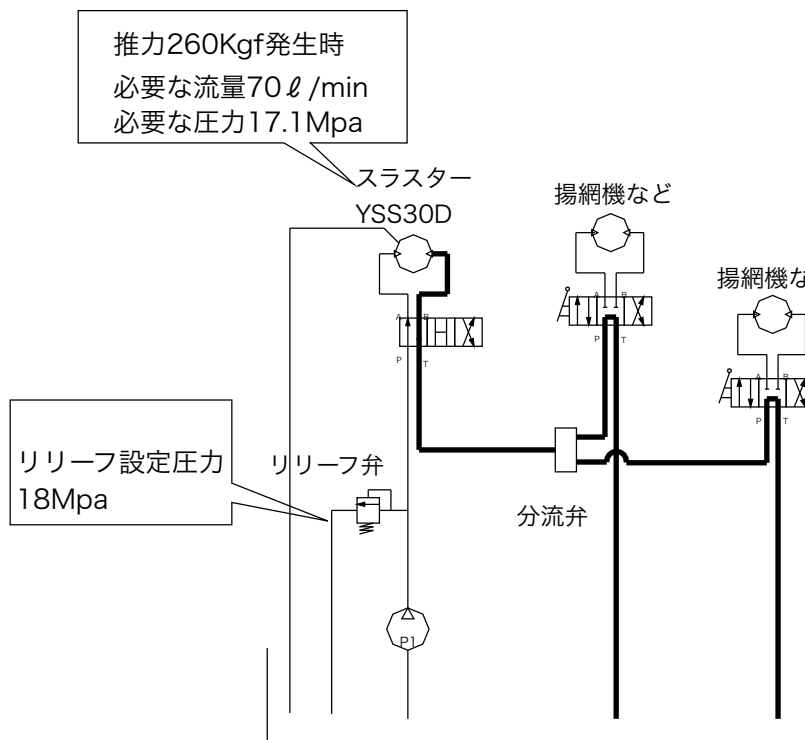 推力260Kgf発生時
必要な流量70ℓ/min
必要な圧力17.1Mpa
スラスター
YSS30D
揚網機など
揚網機な
A
B
P
T
A
B
P
T
A
B
P
T
リリーフ設定圧力
18Mpa
リリーフ弁
分流弁
P1